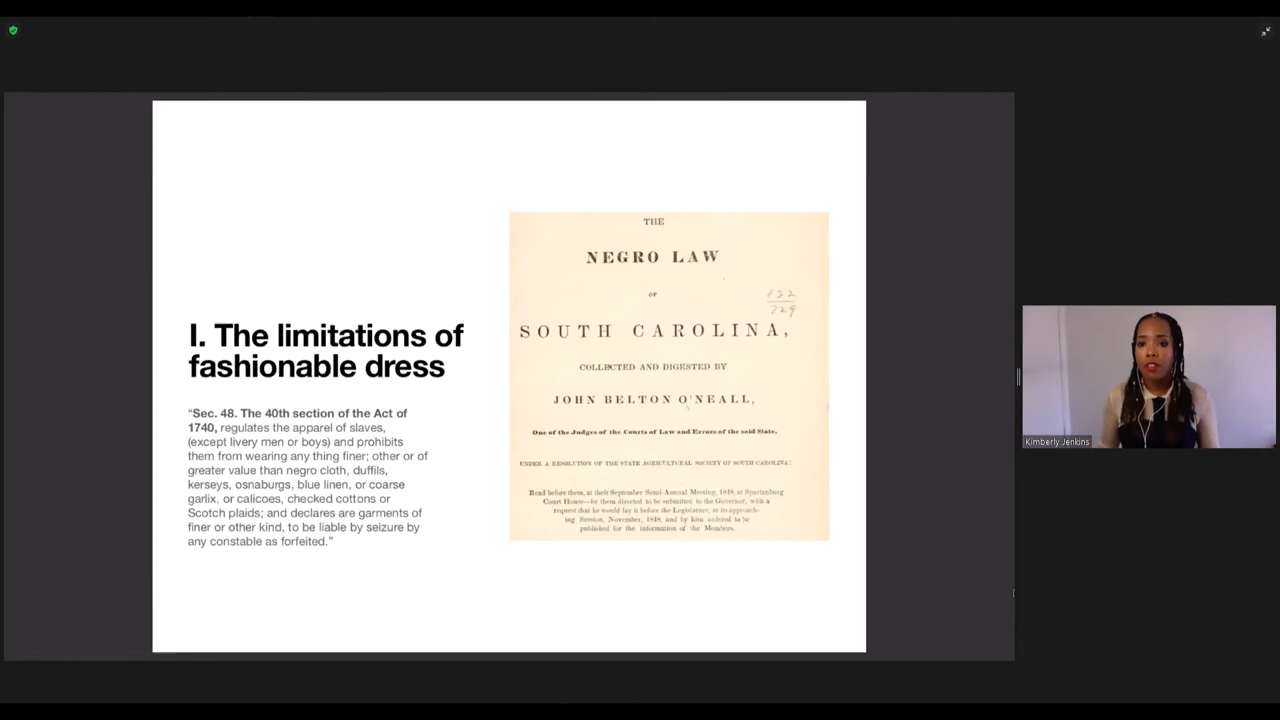 I. The limitations of
fashionable dress
“Sec. 48. The 40th section of the Act of
1740, regulates the apparel of slaves,
(except livery men or boys) and prohibits
them from wearing any thing finer; other or of
greater value than negro cloth, duffils,
kerseys, osnaburgs, blue linen, or coarse
garlix, or calicoes, checked cottons or
Scotch plaids; and declares are garments of
finer or other kind, to be liable by seizure by
any constable as forfeited.”
THE
NEGRO LAW
OF
SOUTH CAROLINA,
COLLECTED AND DIGESTED BY
JOHN BELTON O'NEALL,
One of the Judges of the Courts of Law and Errors of the said State,
UNDER A RESOLUTION OF THE STATE AGRICULTURAL SOCIETY OF SOUTH CAROLINA:
Read before them, at their September Semi-Annual Meeting, 1848, at Spartanburg
Court House—by them directed to be submitted to the Governor, with a
request that he would lay it before the Legislature, at its approach-
ing Session, November, 1848, and by him ordered to be
published for the information of the Members.
822
729
Kimberly Jenkins